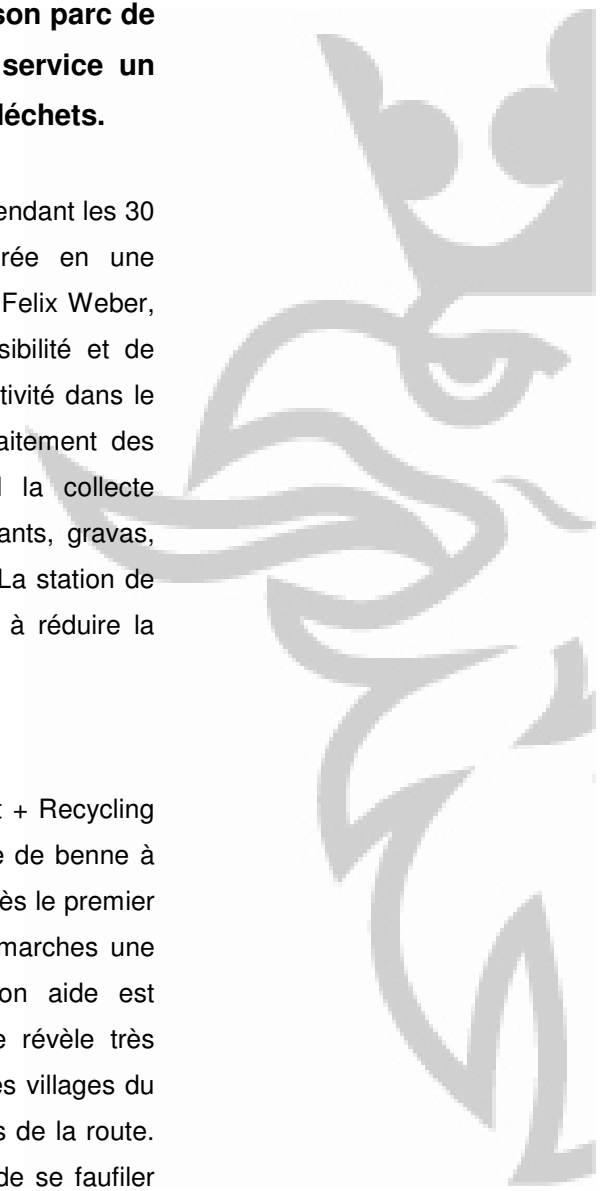 son parc de
service un
déchets.
pendant les 30
rée en une
Felix Weber,
sibilité et de
tivité dans le
aitement des
la collecte
ants, gravas,
La station de
à réduire la
+ Recycling
de benne à
ès le premier
marches une
on aide est
révèle très
es villages du
s de la route.
de se faufiler